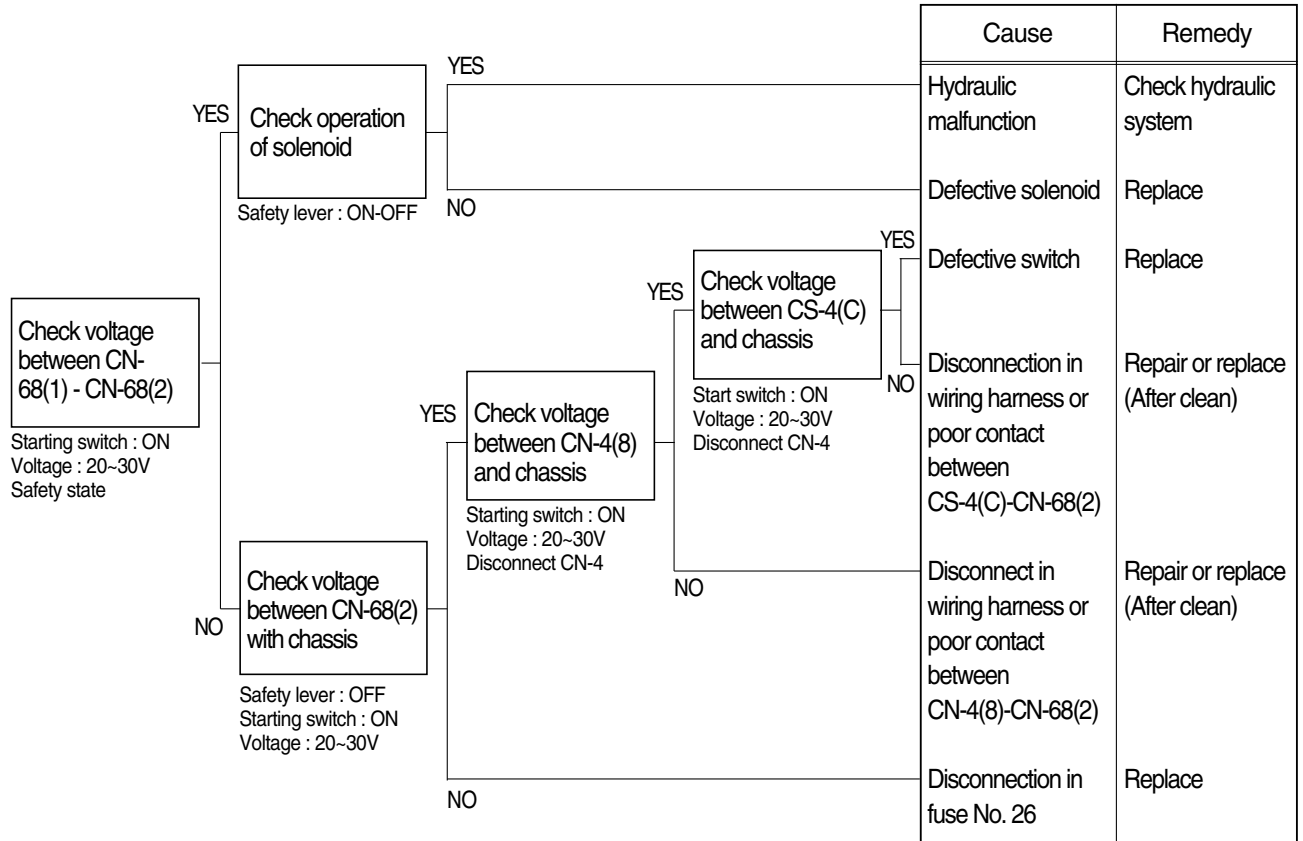 Cause
Remedy
YES
Hydraulic
malfunction
Check hydraulic
system
YES
Check operation
of solenoid
Safety lever : ON-OFF
NO
Defective solenoid
Replace
YES
Defective switch
Replace
YES
Check voltage
between CS-4(C)
and chassis
Start switch : ON
Voltage : 20~30V
Disconnect CN-4
NO
Disconnection in
wiring harness or
poor contact
between
CS-4(C)-CN-68(2)
Repair or replace
(After clean)
Check voltage
between CN-
68(1) - CN-68(2)
Starting switch : ON
Voltage : 20~30V
Safety state
YES
Check voltage
between CN-4(8)
and chassis
Starting switch : ON
Voltage : 20~30V
Disconnect CN-4
NO
Disconnect in
wiring harness or
poor contact
between
CN-4(8)-CN-68(2)
Repair or replace
(After clean)
NO
Check voltage
between CN-68(2)
with chassis
Safety lever : OFF
Starting switch : ON
Voltage : 20~30V
NO
Disconnection in
fuse No. 26
Replace